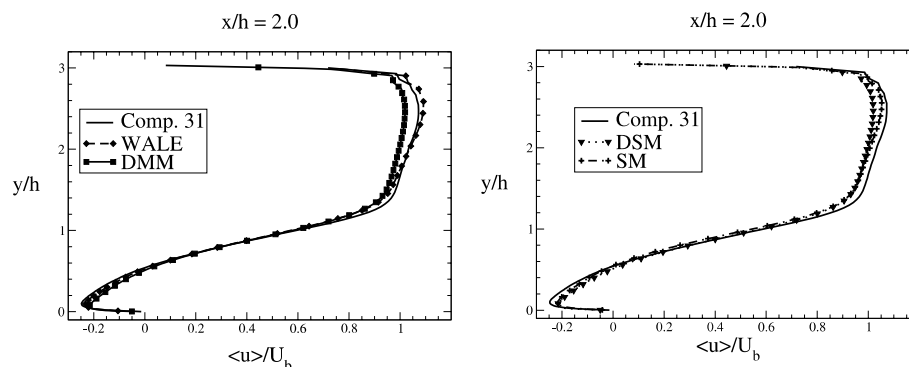 x/h = 2.0
3
2
1
0
y/h
Comp. 31
WALE
DMM
-0.2 0 0.2 0.4 0.6 0.8 1
<u>/U_b
x/h = 2.0
3
2
1
0
y/h
Comp. 31
DSM
SM
-0.2 0 0.2 0.4 0.6 0.8 1
<u>/U_b